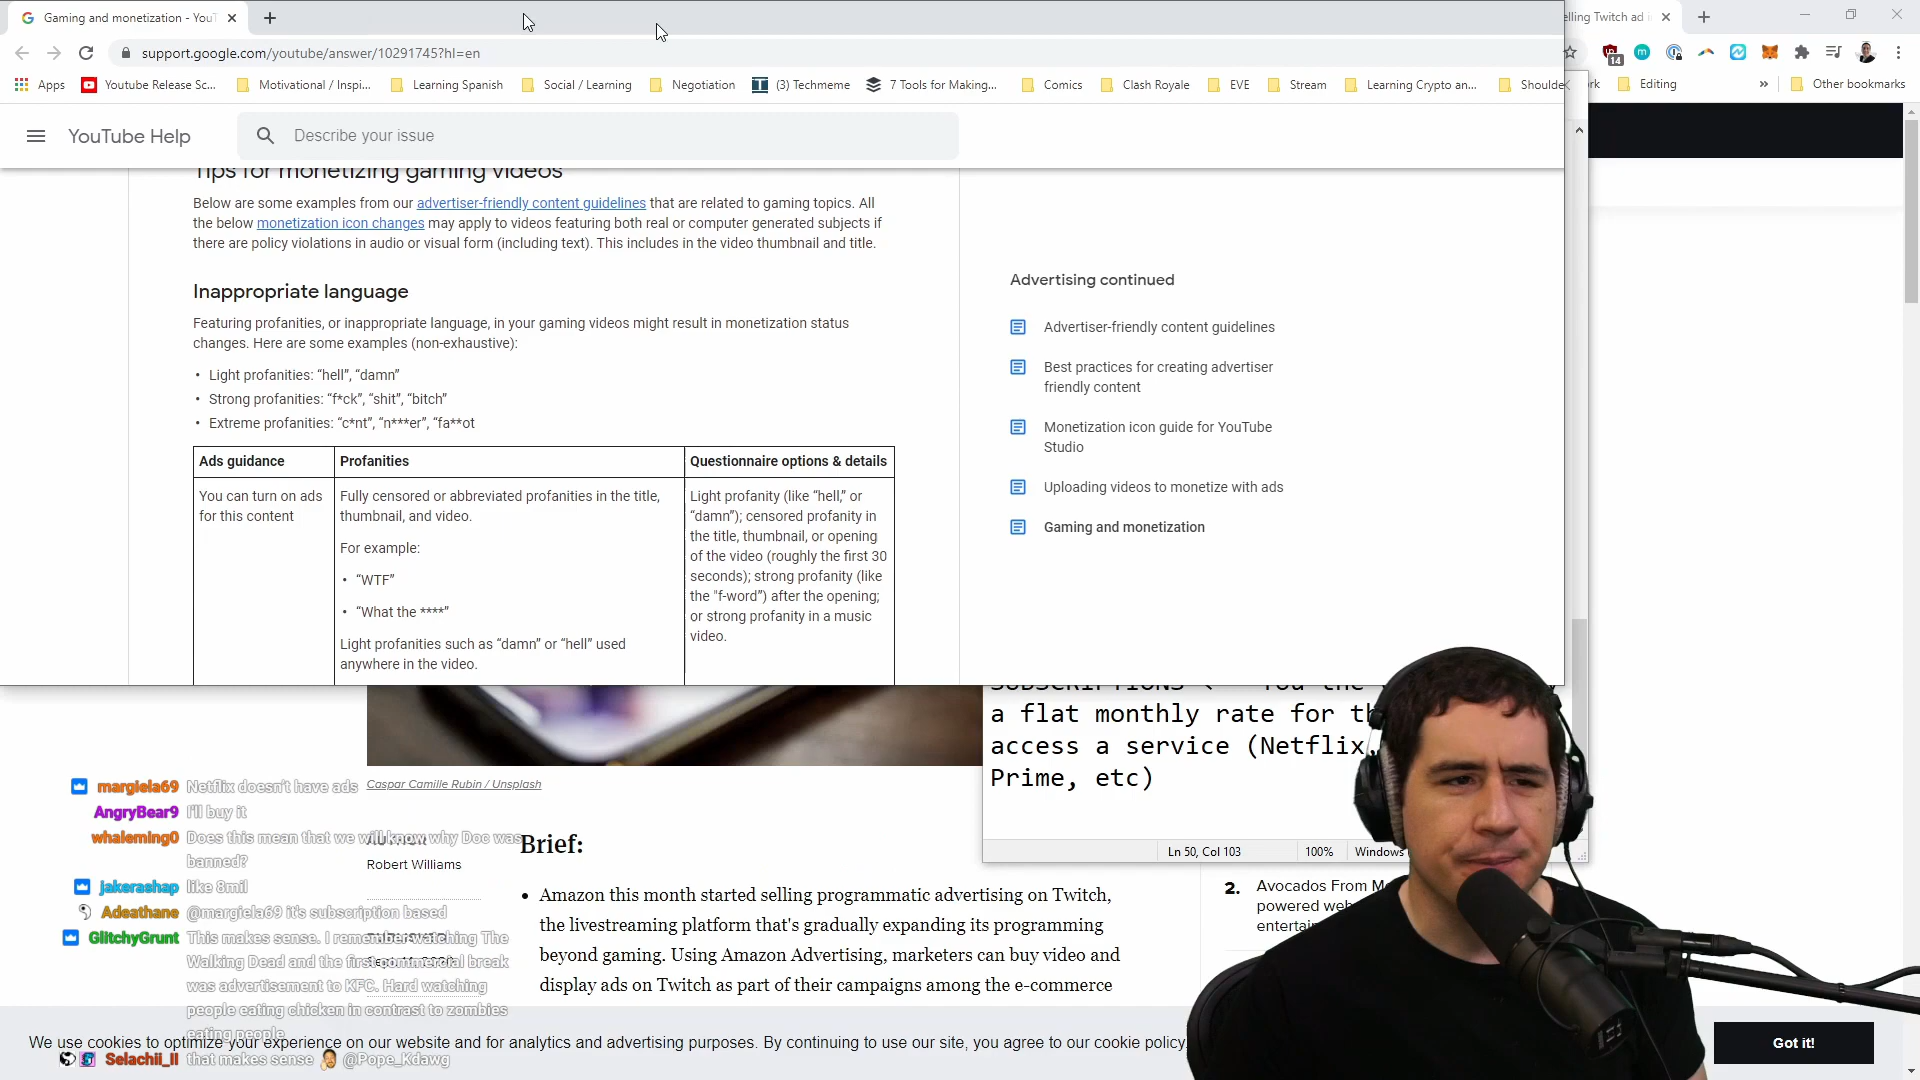 Gaming and monetization - YouT
elling Twitch ad i
support.google.com/youtube/answer/10291745?hl=en
14
Apps
Youtube Release Sc...
Motivational / Inspi...
Learning Spanish
Social / Learning
Negotiation
(3) Techmeme
7 Tools for Making...
Comics
Clash Royale
EVE
Stream
Learning Crypto an...
Shoulde
rk
Editing
»
Other bookmarks
YouTube Help
Describe your issue
Tips for monetizing gaming videos
Below are some examples from our advertiser-friendly content guidelines that are related to gaming topics. All
the below monetization icon changes may apply to videos featuring both real or computer generated subjects if
there are policy violations in audio or visual form (including text). This includes in the video thumbnail and title.
Inappropriate language
Featuring profanities, or inappropriate language, in your gaming videos might result in monetization status
changes. Here are some examples (non-exhaustive):
• Light profanities: “hell”, “damn”
• Strong profanities: “f*ck”, “shit”, “bitch”
• Extreme profanities: “c*nt”, “n***er”, “fa**ot
Ads guidance
Profanities
Questionnaire options & details
You can turn on ads
for this content
Fully censored or abbreviated profanities in the title,
thumbnail, and video.
For example:
• “WTF”
• “What the ****”
Light profanities such as “damn” or “hell” used
anywhere in the video.
Light profanity (like “hell,” or
“damn”); censored profanity in
the title, thumbnail, or opening
of the video (roughly the first 30
seconds); strong profanity (like
the "f-word”) after the opening;
or strong profanity in a music
video.
Advertising continued
Advertiser-friendly content guidelines
Best practices for creating advertiser
friendly content
Monetization icon guide for YouTube
Studio
Uploading videos to monetize with ads
Gaming and monetization
SUBSCRIPTIONS
a flat monthly rate for
access a service (Netflix,
Prime, etc)
Ln 50, Col 103
100%
Windows
Caspar Camille Rubin / Unsplash
AUTHOR
Robert Williams
Brief:
• Amazon this month started selling programmatic advertising on Twitch,
the livestreaming platform that's gradually expanding its programming
beyond gaming. Using Amazon Advertising, marketers can buy video and
display ads on Twitch as part of their campaigns among the e-commerce
2.
Avocados From
powered web
entertain
margiela69 Netflix doesn't have ads
AngryBear9 I'll buy it
whaleming0 Does this mean that we will know why Doc was
banned?
jakerashap like 8mil
Adeathane @margiela69 it's subscription based
GlitchyGrunt This makes sense. I remember watching The
Walking Dead and the first commercial break
was advertisement to KFC. Hard watching
people eating chicken in contrast to zombies
eating people
Selachii_II that makes sense @Pope_Kdawg
We use cookies to optimize your experience on our website and for analytics and advertising purposes. By continuing to use our site, you agree to our cookie policy.
Got it!